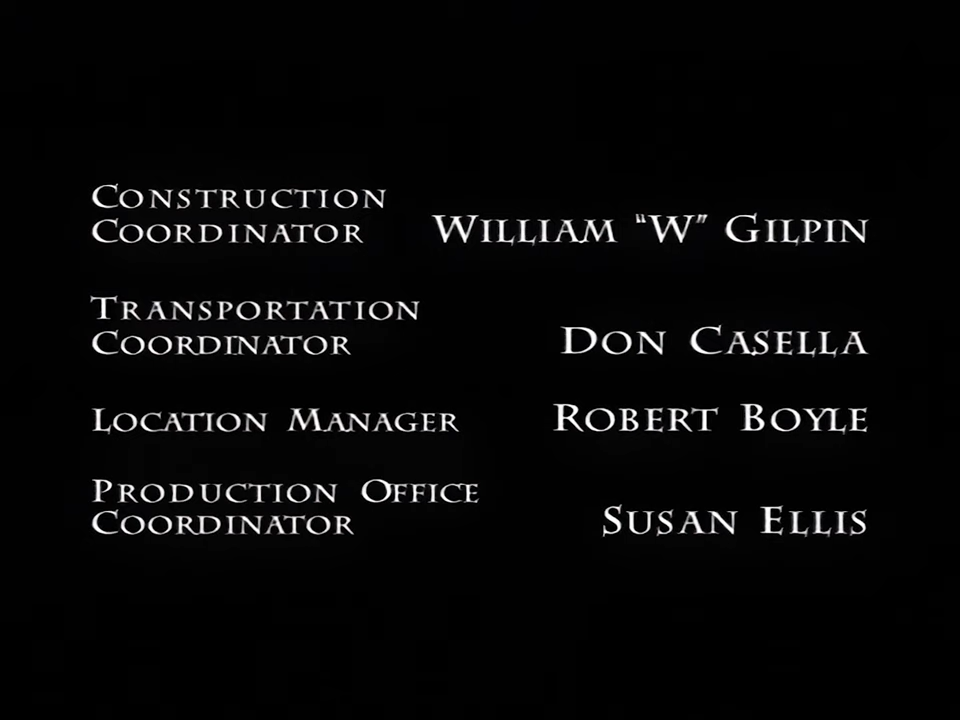 Construction
Coordinator William "W" Gilpin
Transportation
Coordinator Don Casella
Location Manager Robert Boyle
Production Office
Coordinator Susan Ellis